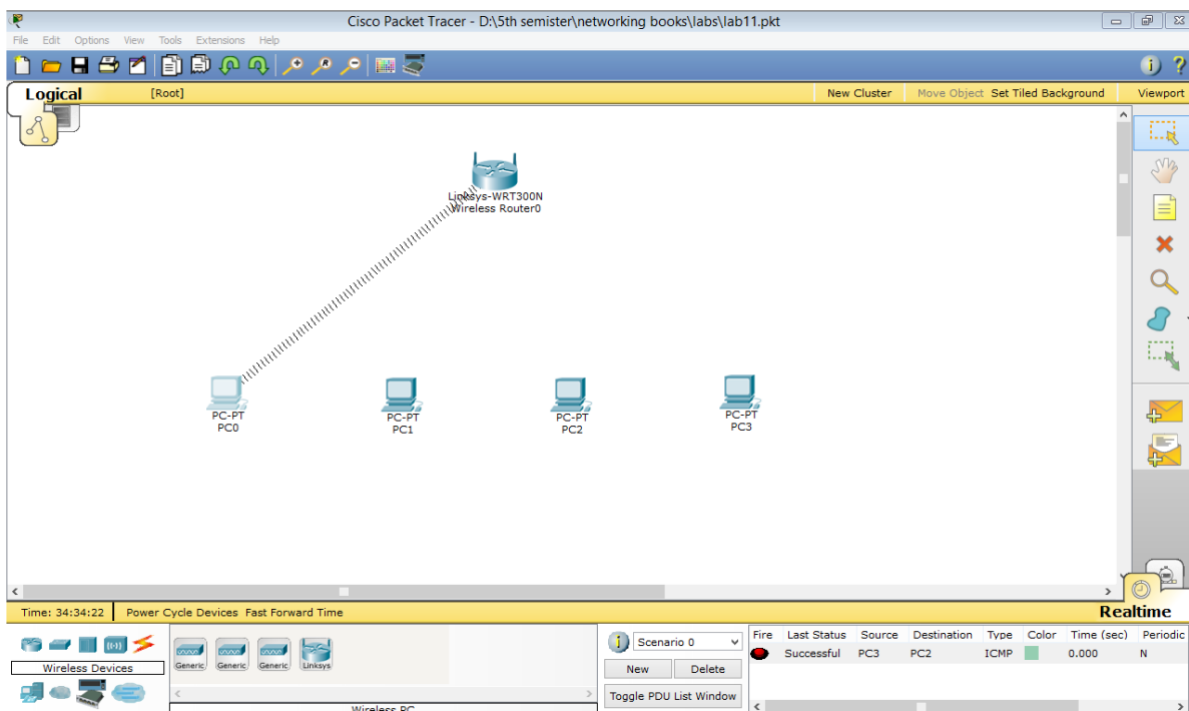 Cisco Packet Tracer - D:\5th semister\networking books\labs\lab11.pkt
File Edit Options View Tools Extensions Help
Logical [Root] New Cluster Move Object Set Tiled Background Viewport
Linksys-WRT300N
Wireless Router0
PC-PT
PC0
PC-PT
PC1
PC-PT
PC2
PC-PT
PC3
Time: 34:34:22 Power Cycle Devices Fast Forward Time Realtime
Wireless Devices
Generic Generic Generic Linksys
Wireless PC
Scenario 0
New Delete
Toggle PDU List Window
Fire Last Status Source Destination Type Color Time (sec) Periodic
Successful PC3 PC2 ICMP 0.000 N